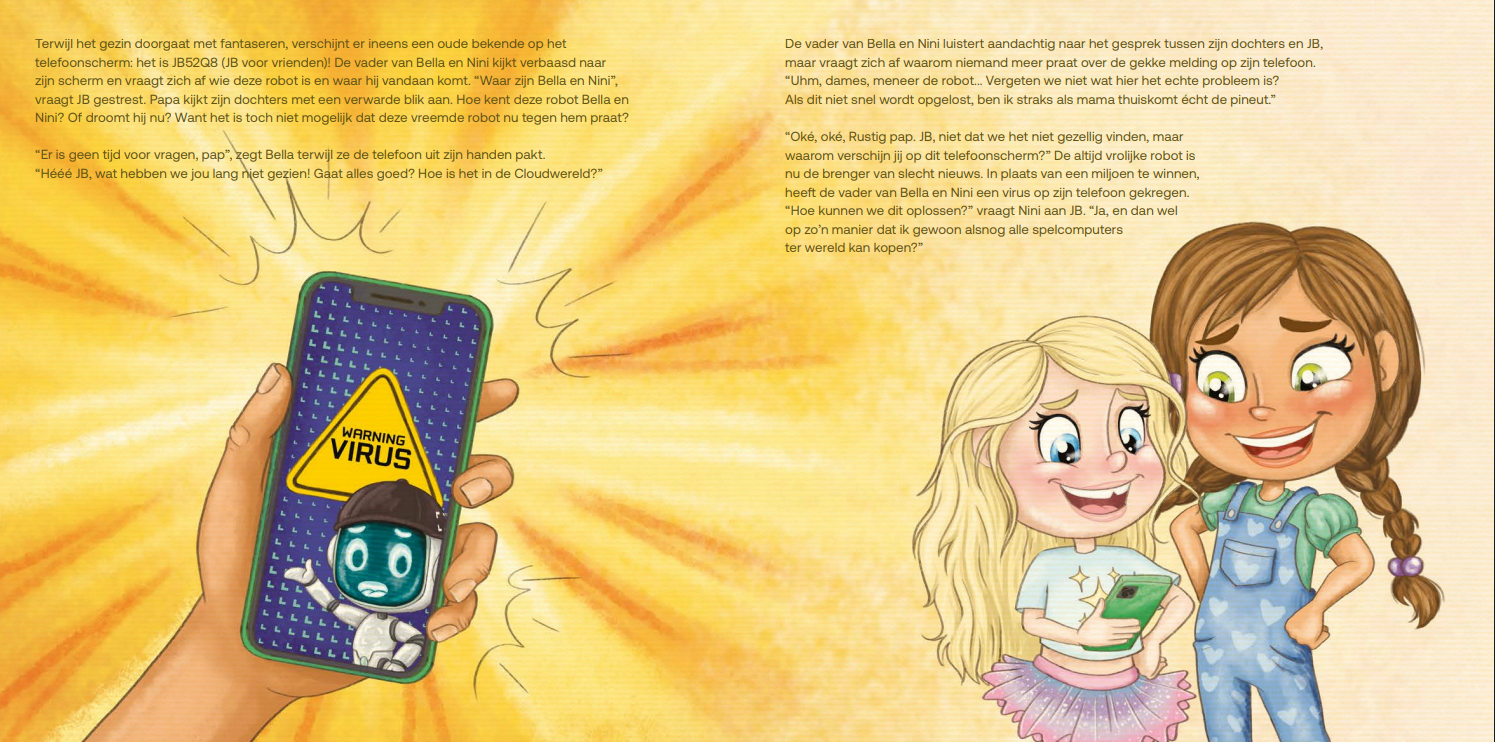 Terwijl het gezin doorgaat met fantaseren, verschijnt er ineens een oude bekende op het
telefoonscherm: het is JB52Q8 (JB voor vrienden)! De vader van Bella en Nini kijkt verbaasd naar
zijn scherm en vraagt zich af wie deze robot is en waar hij vandaan komt. “Waar zijn Bella en Nini”,
vraagt JB gestrest. Papa kijkt zijn dochters met een verwarde blik aan. Hoe kent deze robot Bella en
Nini? Of droomt hij nu? Want het is toch niet mogelijk dat deze vreemde robot nu tegen hem praat?
“Er is geen tijd voor vragen, pap”, zegt Bella terwijl ze de telefoon uit zijn handen pakt.
“Hééé JB, wat hebben we jou lang niet gezien! Gaat alles goed? Hoe is het in de Cloudwereld?”
WARNING
VIRUS
De vader van Bella en Nini luistert aandachtig naar het gesprek tussen zijn dochters en JB,
maar vraagt zich af waarom niemand meer praat over de gekke melding op zijn telefoon.
“Uhm, dames, meneer de robot... Vergeten we niet wat hier het echte probleem is?
Als dit niet snel wordt opgelost, ben ik straks als mama thuiskomt écht de pineut.”
“Oké, oké, Rustig pap. JB, niet dat we het niet gezellig vinden, maar
waarom verschijn jij op dit telefoonscherm?” De altijd vrolijke robot is
nu de brenger van slecht nieuws. In plaats van een miljoen te winnen,
heeft de vader van Bella en Nini een virus op zijn telefoon gekregen.
“Hoe kunnen we dit oplossen?” vraagt Nini aan JB. “Ja, en dan wel
op zo’n manier dat ik gewoon alsnog alle spelcomputers
ter wereld kan kopen?”